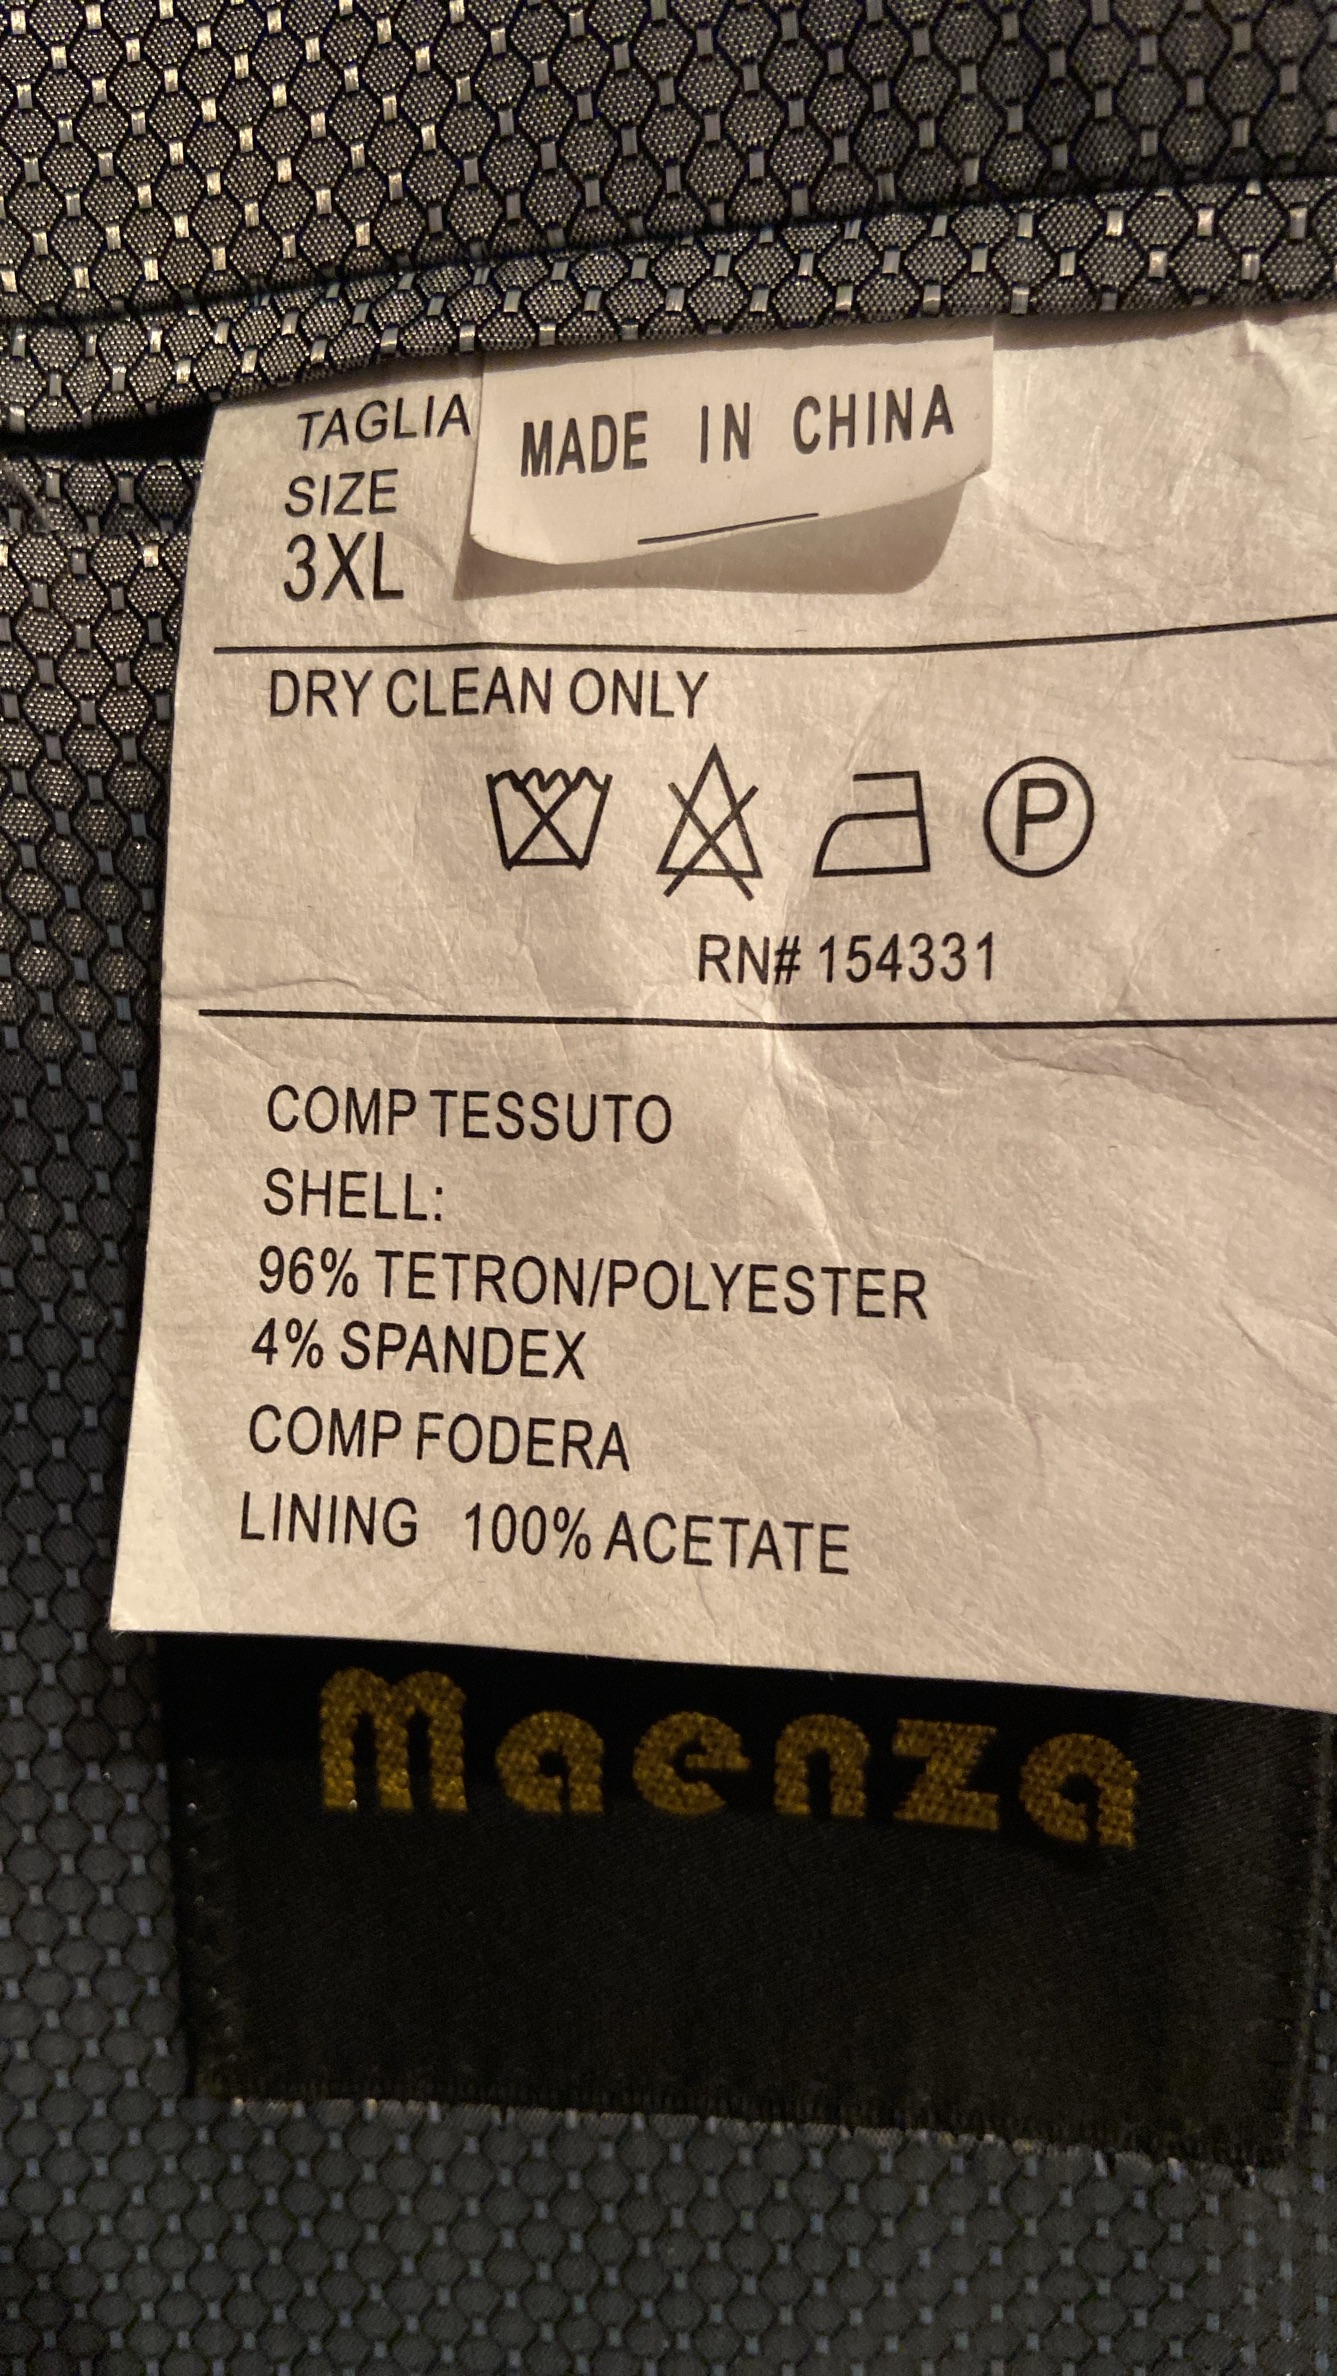 TAGLIA
MADE IN CHINA
SIZE
3XL
DRY CLEAN ONLY
P
RN# 154331
COMP TESSUTO
SHELL:
96% TETRON/POLYESTER
4% SPANDEX
COMP FODERA
LINING 100% ACETATE
Maenza